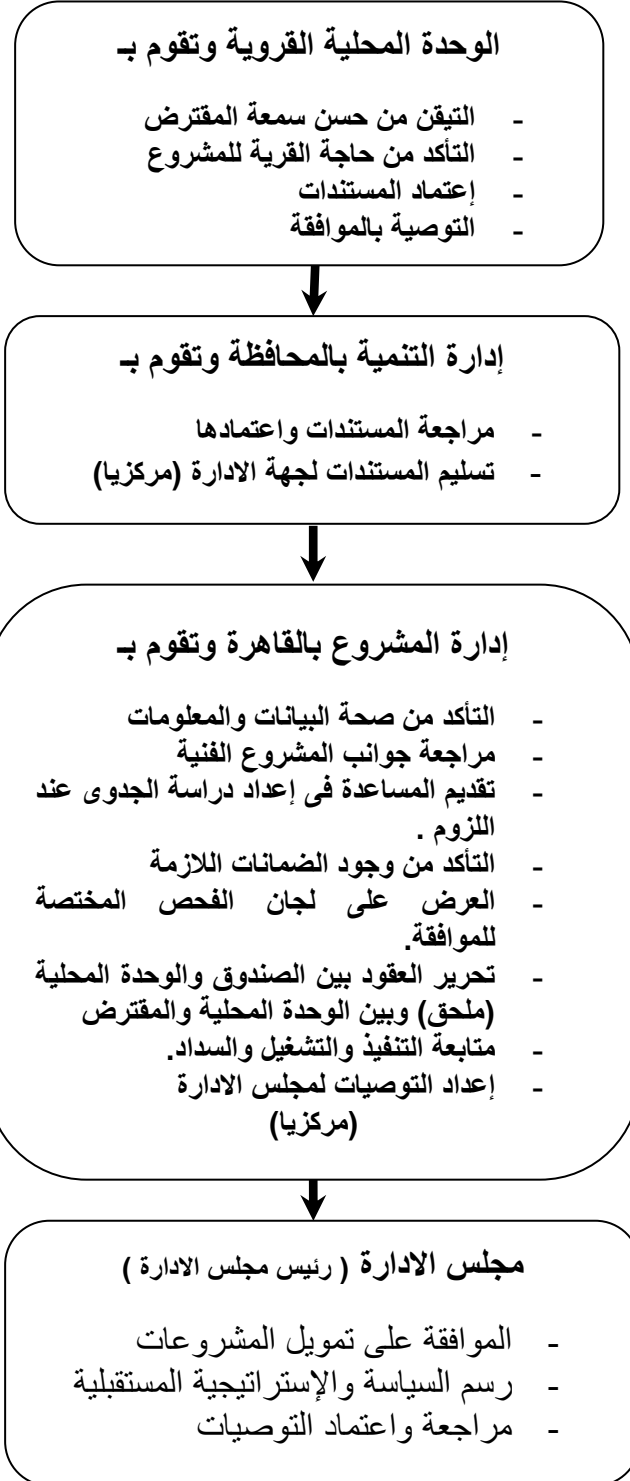 الوحدة المحلية القروية وتقوم بـ
- التيقن من حسن سمعة المقترض
- التأكد من حاجة القرية للمشروع
- إعتماد المستندات
- التوصية بالموافقة
إدارة التنمية بالمحافظة وتقوم بـ
- مراجعة المستندات واعتمادها
- تسليم المستندات لجهة الادارة (مركزيا)
إدارة المشروع بالقاهرة وتقوم بـ
- التأكد من صحة البيانات والمعلومات
- مراجعة جوانب المشروع الفنية
- تقديم المساعدة فى إعداد دراسة الجدوى عند
اللزوم .
- التأكد من وجود الضمانات اللازمة
- العرض على لجان الفحص المختصة
للموافقة.
- تحرير العقود بين الصندوق والوحدة المحلية
(ملحق) وبين الوحدة المحلية والمقترض
- متابعة التنفيذ والتشغيل والسداد.
- إعداد التوصيات لمجلس الادارة
(مركزيا)
مجلس الادارة ( رئيس مجلس الادارة )
- الموافقة على تمويل المشروعات
- رسم السياسة والإستراتيجية المستقبلية
- مراجعة واعتماد التوصيات